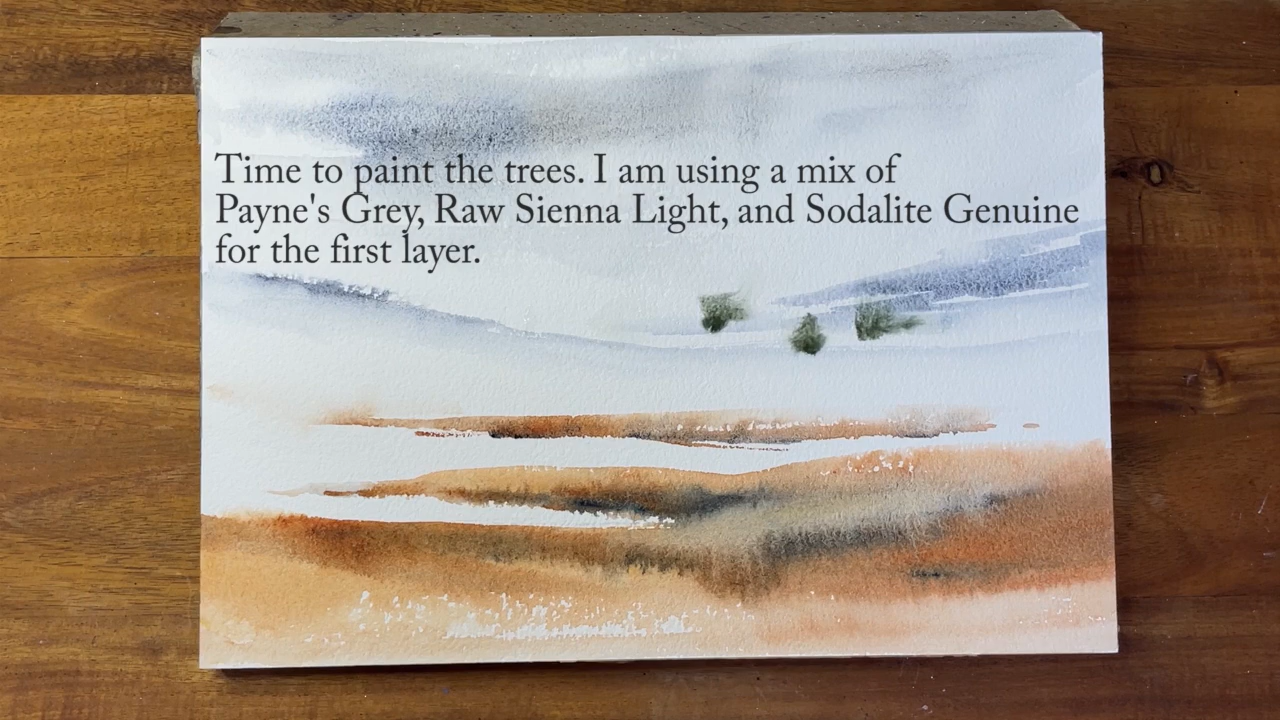 Time to paint the trees. I am using a mix of
Payne's Grey, Raw Sienna Light, and Sodalite Genuine
for the first layer.